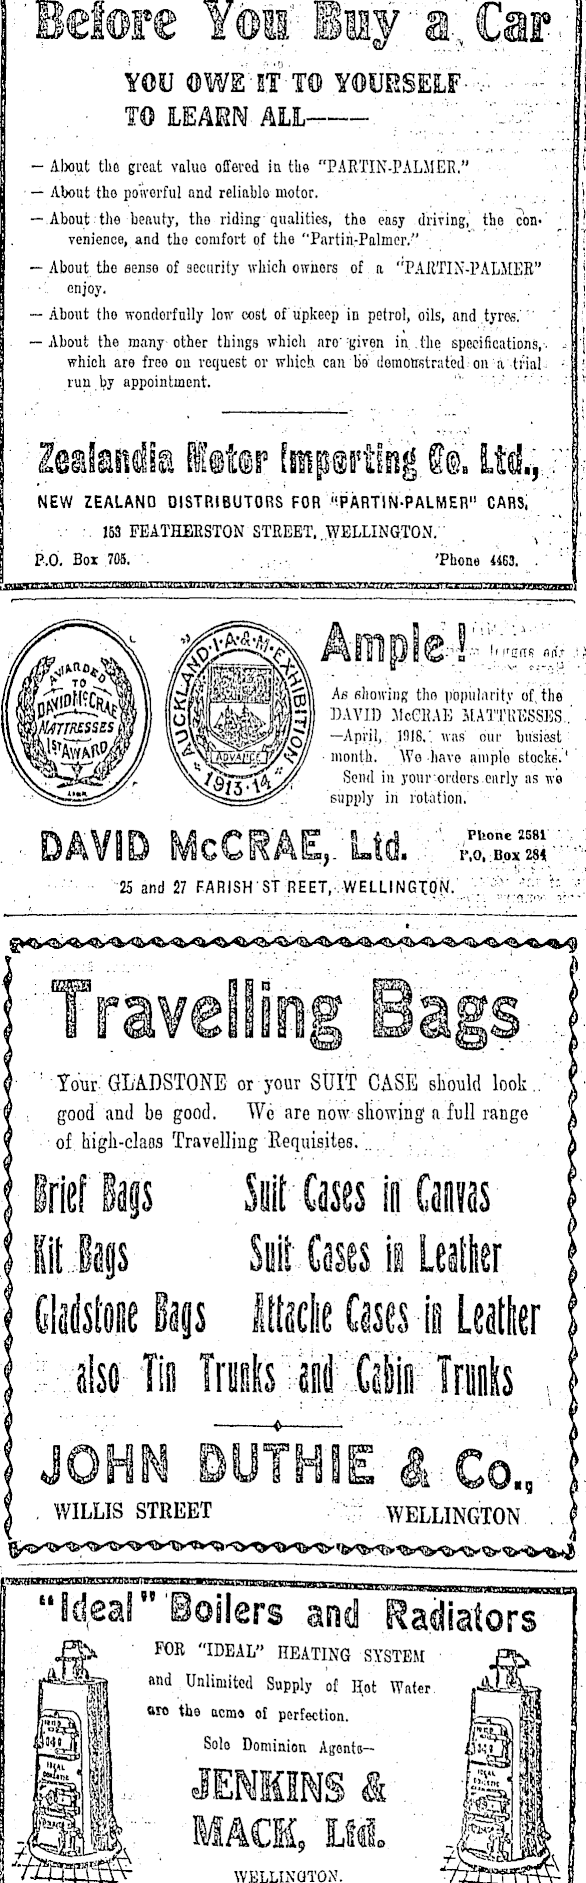 Before You Buy a Car
YOU OWE IT TO YOURSELF
TO LEARN ALL———
— About the great value offered in the "PARTIN-PALMER."
— About the powerful and reliable motor.
— About the beauty, the riding qualities, the easy driving, the con-
venience, and the comfort of the "Partin-Palmer."
— About the sense of security which owners of a "PARTIN-PALMER"
enjoy.
— About the wonderfully low cost of upkeep in petrol, oils, and tyres.
— About the many other things which are given in the specifications,
which are free on request or which can be demonstrated on a trial
run by appointment.
Zealandia Motor Importing Co. Ltd.,
NEW ZEALAND DISTRIBUTORS FOR "PARTIN-PALMER" CARS,
153 FEATHERSTON STREET, WELLINGTON.
P.O. Box 705. 'Phone 4463.
AWARDED
TO
DAVID McCRAE
MATTRESSES
1ST AWARD
AUCKLAND·I·A·&·M·EXHIBITION
ADVANCE
1913-14
Ample!
As showing the popularity of the
DAVID McCRAE MATTRESSES
—April, 1918, was our busiest
month. We have ample stocks.
Send in your orders early as we
supply in rotation.
DAVID McCRAE, Ltd.
Phone 2581
P.O. Box 284
25 and 27 FARISH ST REET, WELLINGTON.
Travelling Bags
Your GLADSTONE or your SUIT CASE should look
good and be good. We are now showing a full range
of high-class Travelling Requisites.
Brief Bags Suit Cases in Canvas
Kit Bags Suit Cases in Leather
Gladstone Bags Attache Cases in Leather
also Tin Trunks and Cabin Trunks
JOHN DUTHIE & Co.,
WILLIS STREET WELLINGTON
"Ideal" Boilers and Radiators
FOR "IDEAL" HEATING SYSTEM
and Unlimited Supply of Hot Water
are the acme of perfection.
Sole Dominion Agents—
JENKINS &
MACK, Ltd.
WELLINGTON.
IDEAL
IDEAL